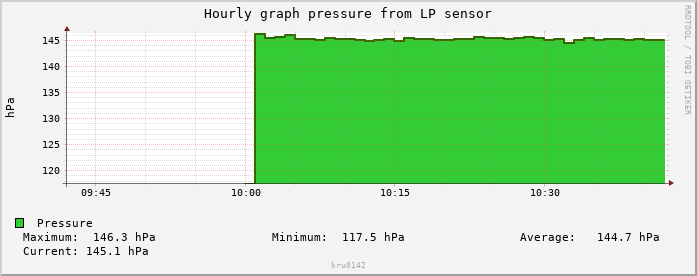 Hourly graph pressure from LP sensor
RRDTOOL / TOBI OETIKER
hPa
145
140
135
130
125
120
09:45 10:00 10:15 10:30
Pressure
Maximum: 146.3 hPa Minimum: 117.5 hPa Average: 144.7 hPa
Current: 145.1 hPa
kru0142